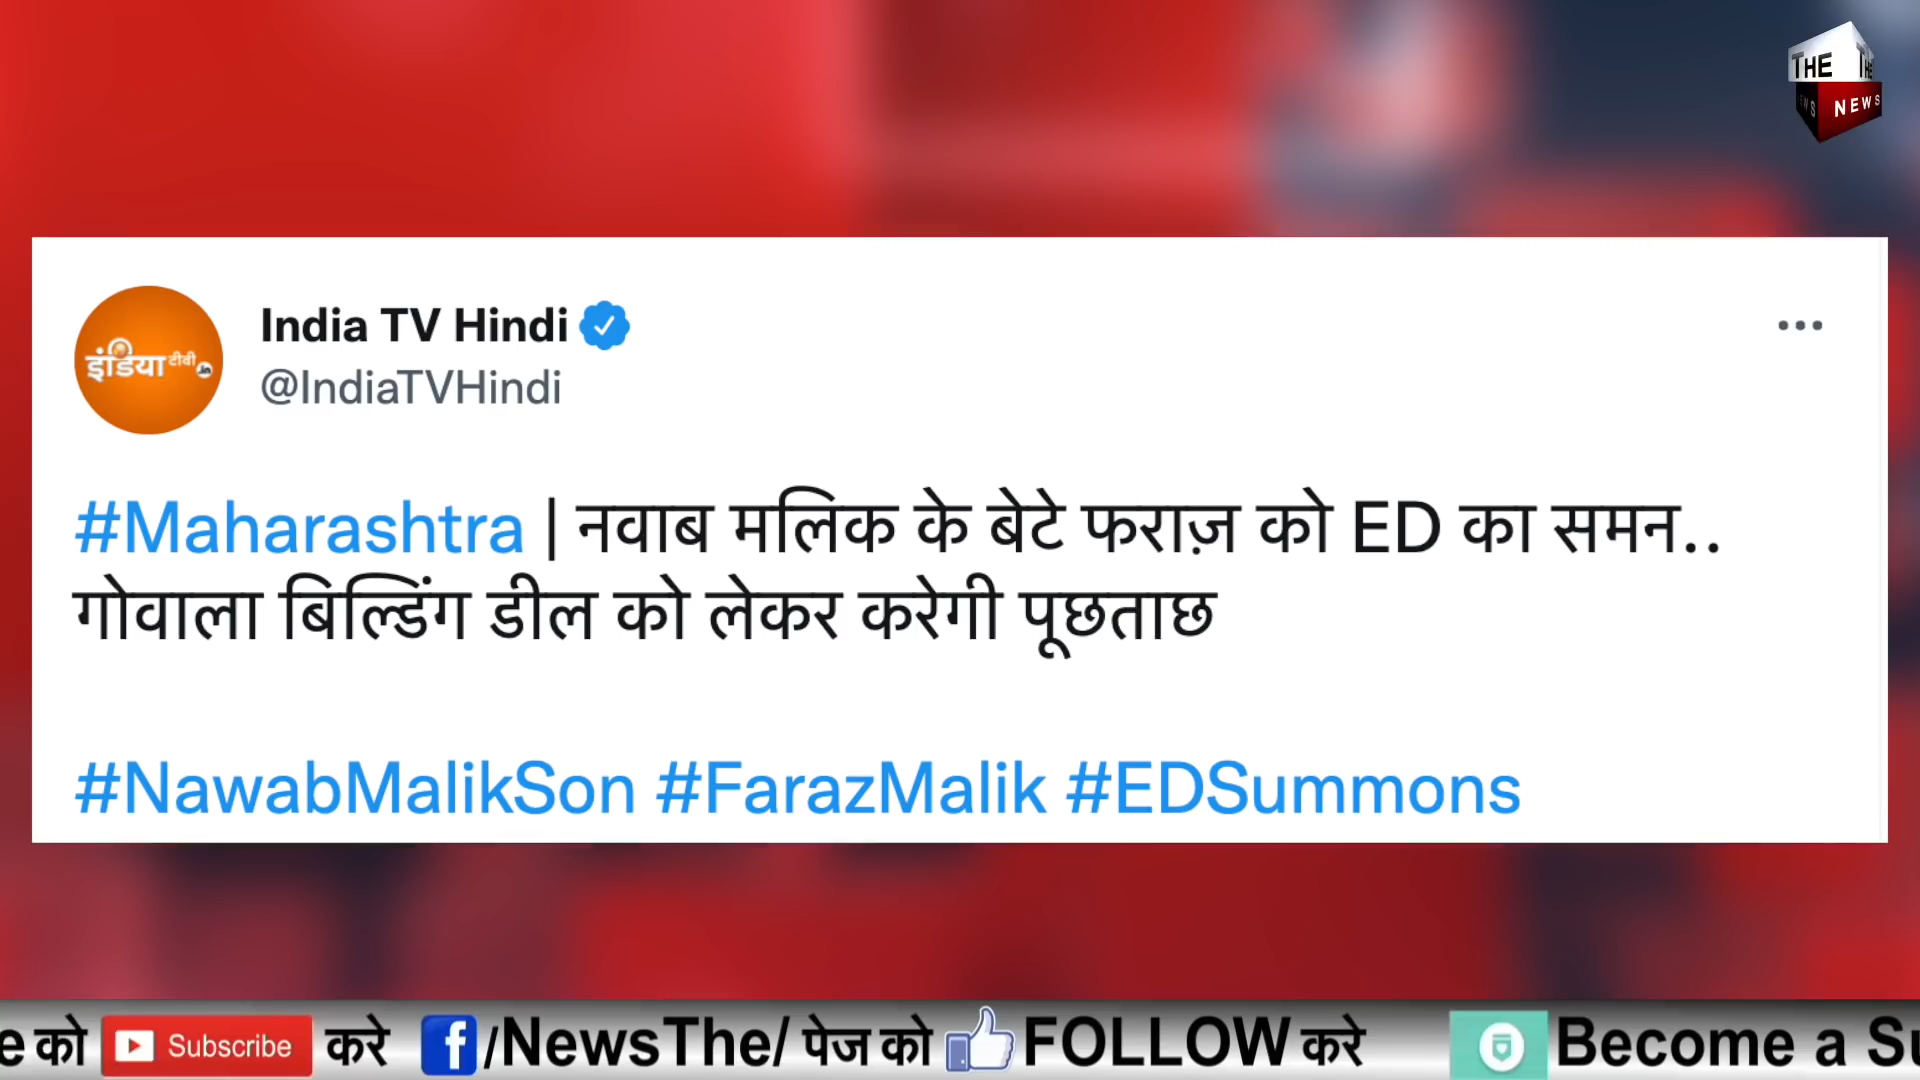 THE THE
NEWS
India TV Hindi
@IndiaTVHindi
इंडिया टीवी
#Maharashtra | नवाब मलिक के बेटे फराज़ को ED का समन..
गोवाला बिल्डिंग डील को लेकर करेगी पूछताछ
#NawabMalikSon #FarazMalik #EDSummons
e को Subscribe करे f /NewsThe/ पेज को FOLLOW करे Become a Su